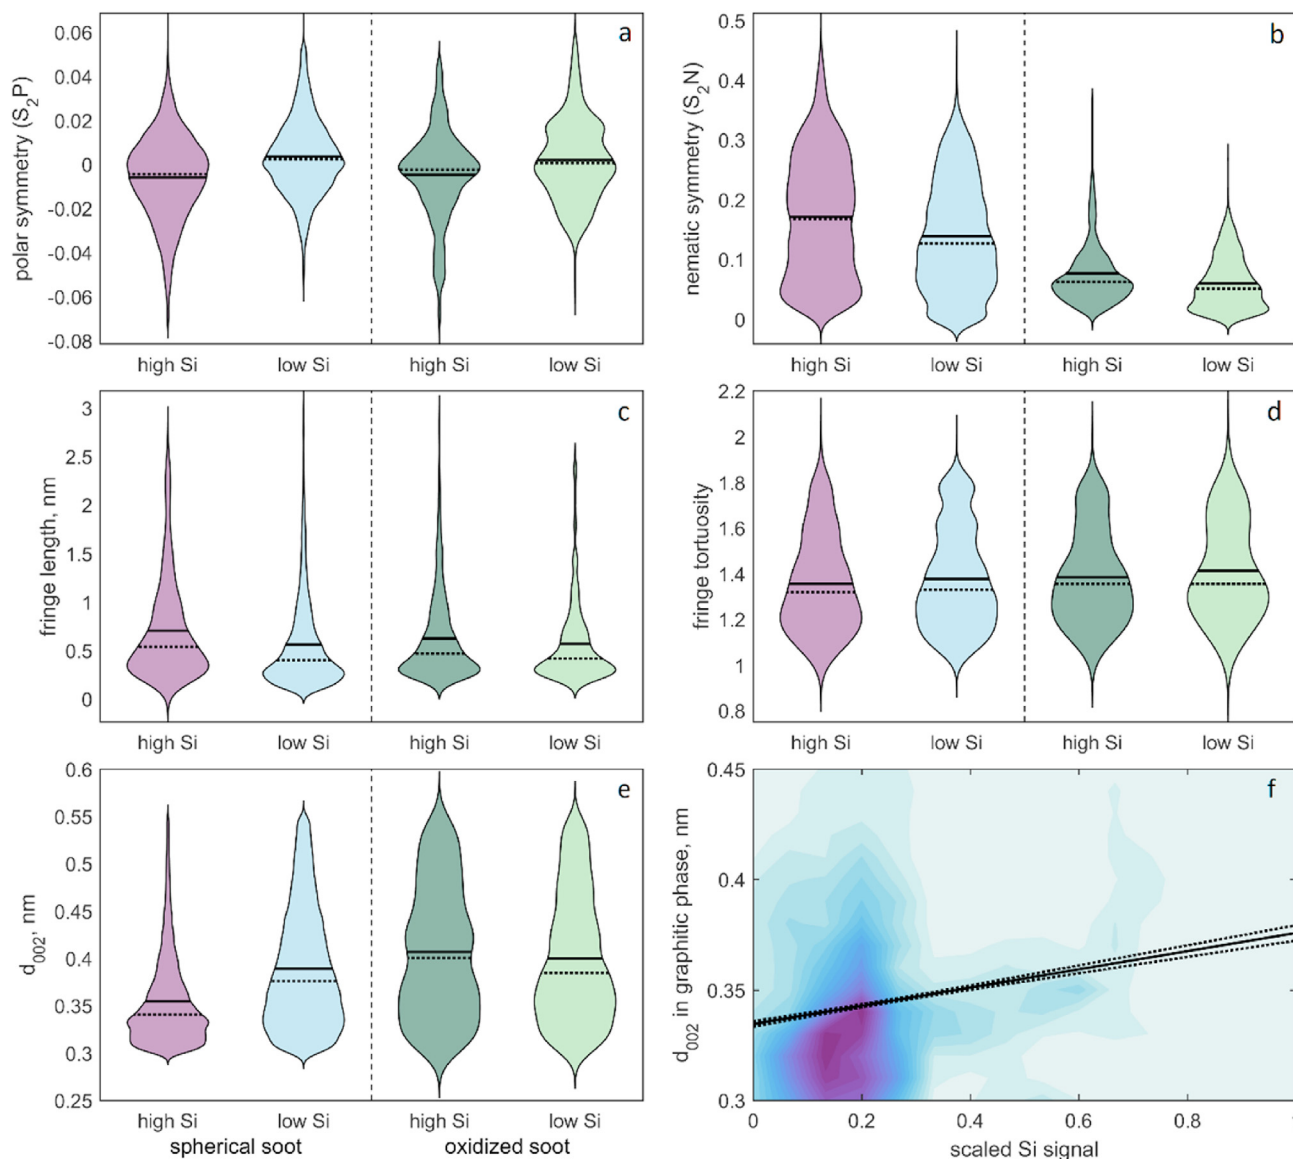 a
polar symmetry (S2P)
0.06
0.04
0.02
0
-0.02
-0.04
-0.06
-0.08
high Si low Si high Si low Si
b
nematic symmetry (S2N)
0.5
0.4
0.3
0.2
0.1
0
high Si low Si high Si low Si
c
fringe length, nm
3
2.5
2
1.5
1
0.5
0
high Si low Si high Si low Si
d
fringe tortuosity
2.2
2
1.8
1.6
1.4
1.2
1
0.8
high Si low Si high Si low Si
e
d002, nm
0.6
0.55
0.5
0.45
0.4
0.35
0.3
0.25
high Si low Si high Si low Si
spherical soot oxidized soot
f
d002 in graphitic phase, nm
0.45
0.4
0.35
0.3
0 0.2 0.4 0.6 0.8
scaled Si signal